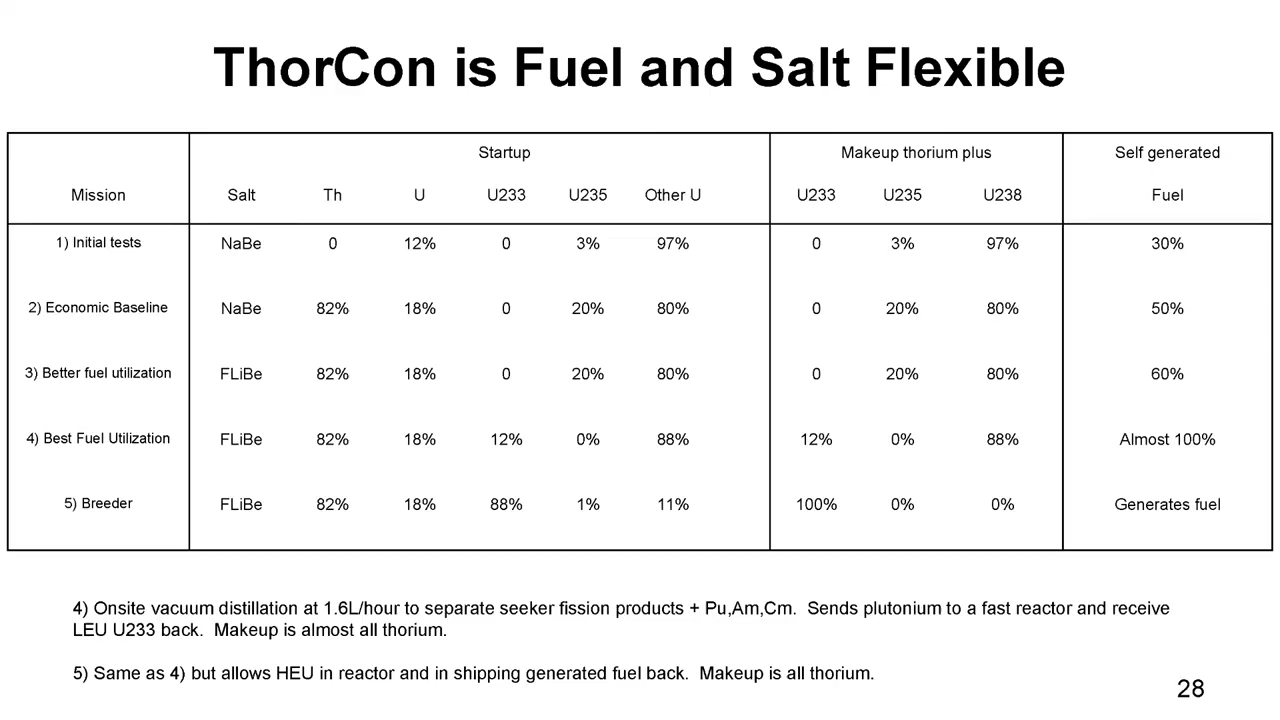 ThorCon is Fuel and Salt Flexible
Startup Makeup thorium plus Self generated
Mission Salt Th U U233 U235 Other U U233 U235 U238 Fuel
1) Initial tests NaBe 0 12% 0 3% 97% 0 3% 97% 30%
2) Economic Baseline NaBe 82% 18% 0 20% 80% 0 20% 80% 50%
3) Better fuel utilization FLiBe 82% 18% 0 20% 80% 0 20% 80% 60%
4) Best Fuel Utilization FLiBe 82% 18% 12% 0% 88% 12% 0% 88% Almost 100%
5) Breeder FLiBe 82% 18% 88% 1% 11% 100% 0% 0% Generates fuel
4) Onsite vacuum distillation at 1.6L/hour to separate seeker fission products + Pu,Am,Cm. Sends plutonium to a fast reactor and receive
LEU U233 back. Makeup is almost all thorium.
5) Same as 4) but allows HEU in reactor and in shipping generated fuel back. Makeup is all thorium.
28